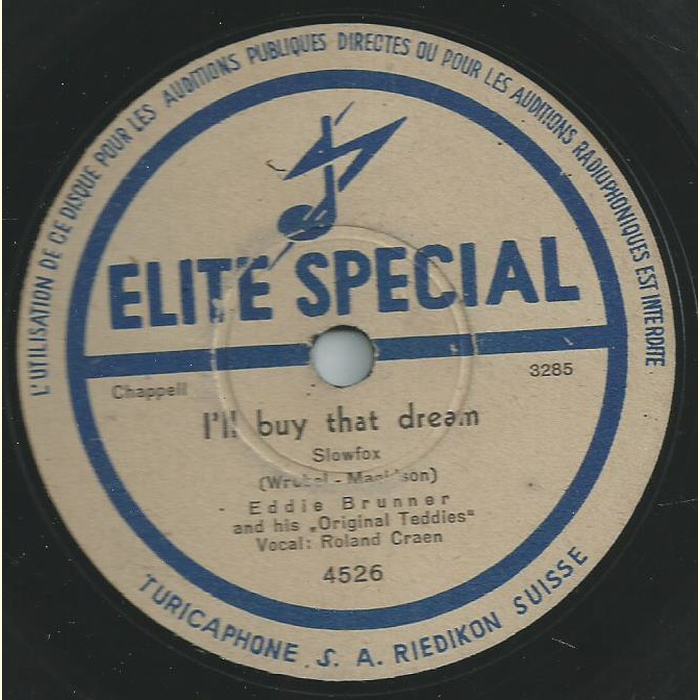 L'UTILISATION DE CE DISQUE POUR LES AUDITIONS PUBLIQUES DIRECTES OU POUR LES AUDITIONS RADIOPHONIQUES EST INTERDITE
ELITE SPECIAL
Chappell
3285
I'll buy that dream
Slowfox
(Wrubel - Magidson)
Eddie Brunner
and his „Original Teddies"
Vocal: Roland Craen
4526
TURICAPHONE S. A. RIEDIKON SUISSE